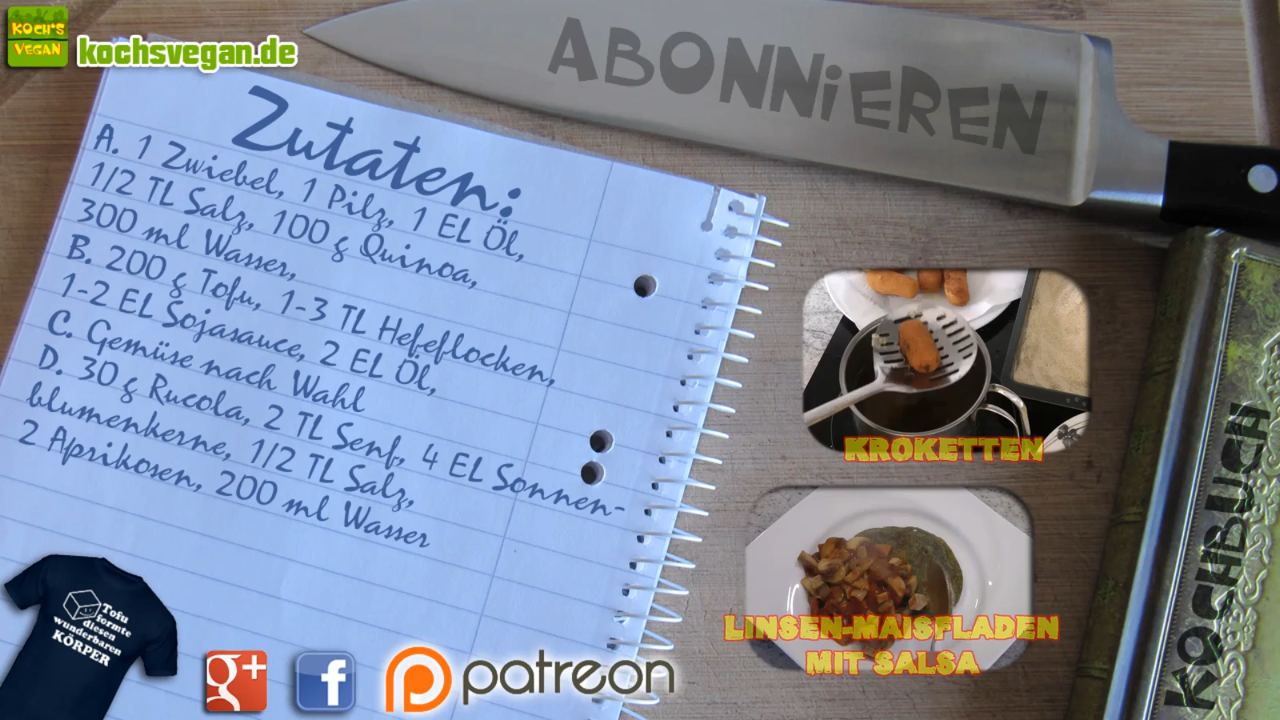 KOCH'S
VEGAN
kochsvegan.de
ABONNiEREN
Zutaten:
A. 1 Zwiebel, 1 Pilz, 1 EL Öl,
1/2 TL Salz, 100 g Quinoa,
300 ml Wasser,
B. 200 g Tofu, 1-3 TL Hefeflocken,
1-2 EL Sojasauce, 2 EL Öl,
C. Gemüse nach Wahl
D. 30 g Rucola, 2 TL Senf, 4 EL Sonnen-
blumenkerne, 1/2 TL Salz,
2 Aprikosen, 200 ml Wasser
KROKETTEN
LINSEN-MAISFLADEN
MIT SALSA
KOCHBUCH
Tofu
formte
diesen
wunderbaren
KÖRPER
g+
f
patreon